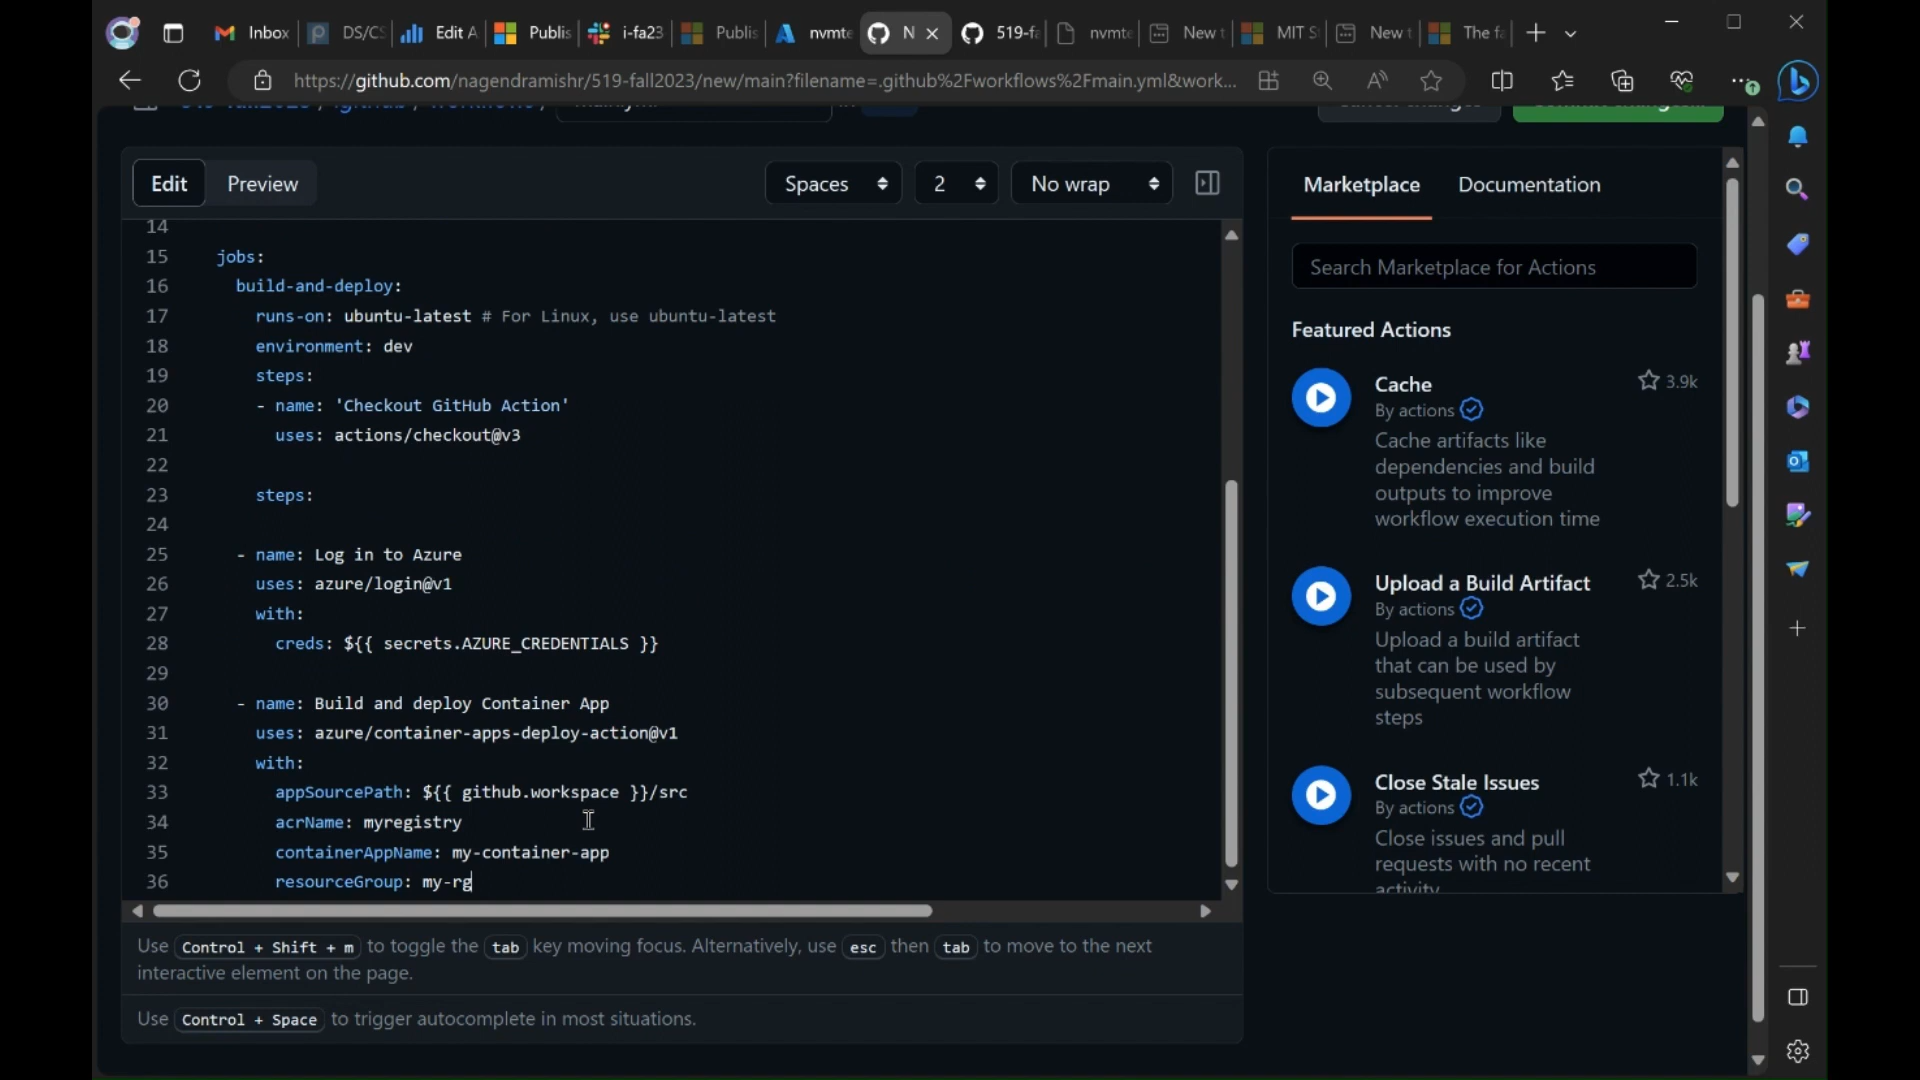 Inbox
DS/CS
Edit A
Publis
i-fa23
Publis
nvmte
N
519-fa
nvmte
New t
MIT S
New t
The fa
https://github.com/nagendramishr/519-fall2023/new/main?filename=.github%2Fworkflows%2Fmain.yml&work...
Edit
Preview
Spaces
2
No wrap
14
15 jobs:
16 build-and-deploy:
17 runs-on: ubuntu-latest # For Linux, use ubuntu-latest
18 environment: dev
19 steps:
20 - name: 'Checkout GitHub Action'
21 uses: actions/checkout@v3
22
23 steps:
24
25 - name: Log in to Azure
26 uses: azure/login@v1
27 with:
28 creds: ${{ secrets.AZURE_CREDENTIALS }}
29
30 - name: Build and deploy Container App
31 uses: azure/container-apps-deploy-action@v1
32 with:
33 appSourcePath: ${{ github.workspace }}/src
34 acrName: myregistry
35 containerAppName: my-container-app
36 resourceGroup: my-rg
Use Control + Shift + m to toggle the tab key moving focus. Alternatively, use esc then tab to move to the next
interactive element on the page.
Use Control + Space to trigger autocomplete in most situations.
Marketplace
Documentation
Search Marketplace for Actions
Featured Actions
Cache
3.9k
By actions
Cache artifacts like
dependencies and build
outputs to improve
workflow execution time
Upload a Build Artifact
2.5k
By actions
Upload a build artifact
that can be used by
subsequent workflow
steps
Close Stale Issues
1.1k
By actions
Close issues and pull
requests with no recent
activity